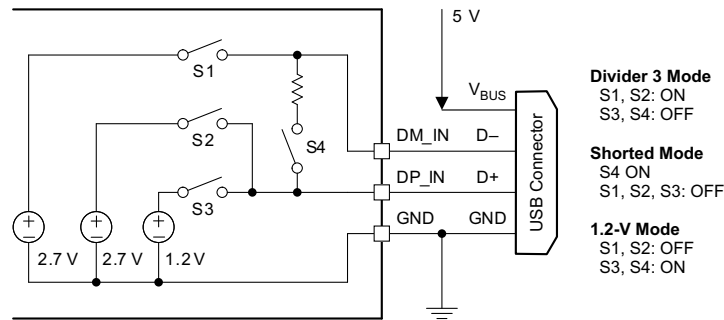 5 V
S1
V_BUS
Divider 3 Mode
S1, S2: ON
S3, S4: OFF
S2
S4
DM_IN
D–
Shorted Mode
S4 ON
S1, S2, S3: OFF
S3
DP_IN
D+
USB Connector
GND
GND
1.2-V Mode
S1, S2: OFF
S3, S4: ON
2.7 V
2.7 V
1.2 V